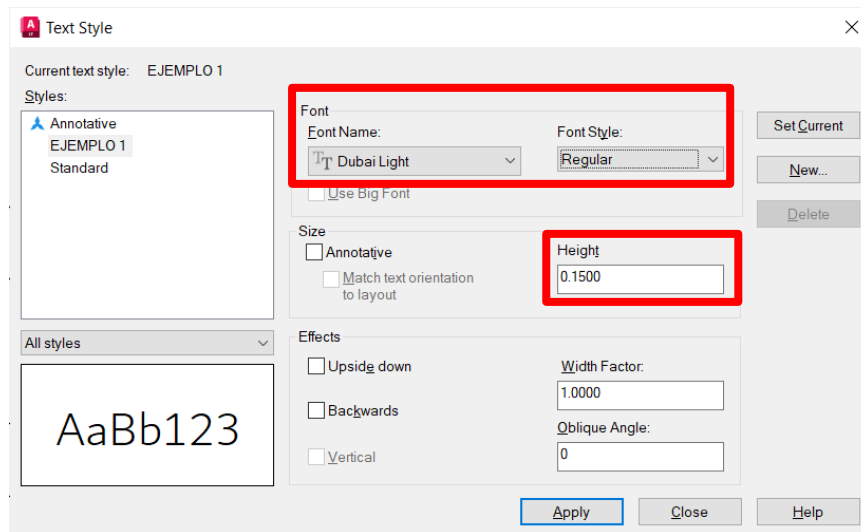 Text Style
Current text style: EJEMPLO 1
Styles:
Annotative
EJEMPLO 1
Standard
All styles
AaBb123
Font
Font Name:
Font Style:
Dubai Light
Regular
Use Big Font
Size
Annotative
Match text orientation
to layout
Height
0.1500
Effects
Upside down
Backwards
Vertical
Width Factor:
1.0000
Oblique Angle:
0
Set Current
New...
Delete
Apply
Close
Help